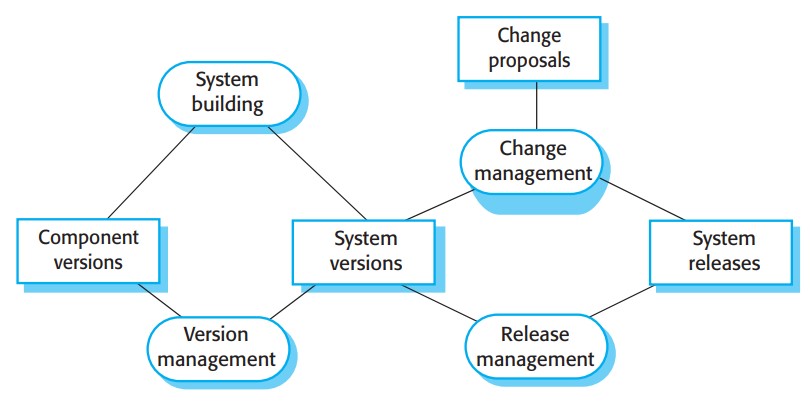 Change
proposals
System
building
Change
management
Component
versions
System
versions
System
releases
Version
management
Release
management